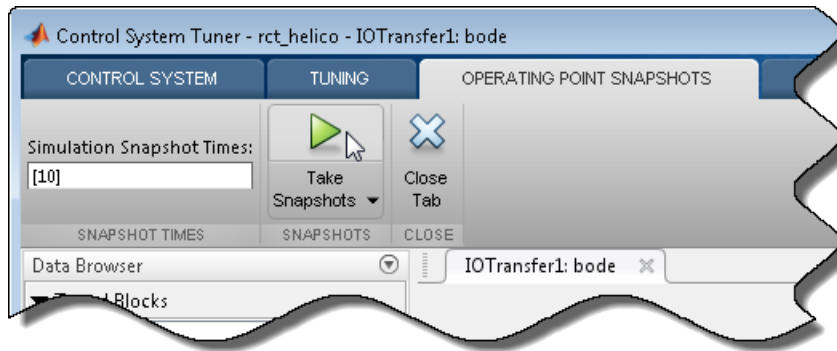 Control System Tuner - rct_helico - IOTransfer1: bode
CONTROL SYSTEM
TUNING
OPERATING POINT SNAPSHOTS
Simulation Snapshot Times:
[10]
Take
Snapshots
Close
Tab
SNAPSHOT TIMES
SNAPSHOTS
CLOSE
Data Browser
IOTransfer1: bode
Blocks